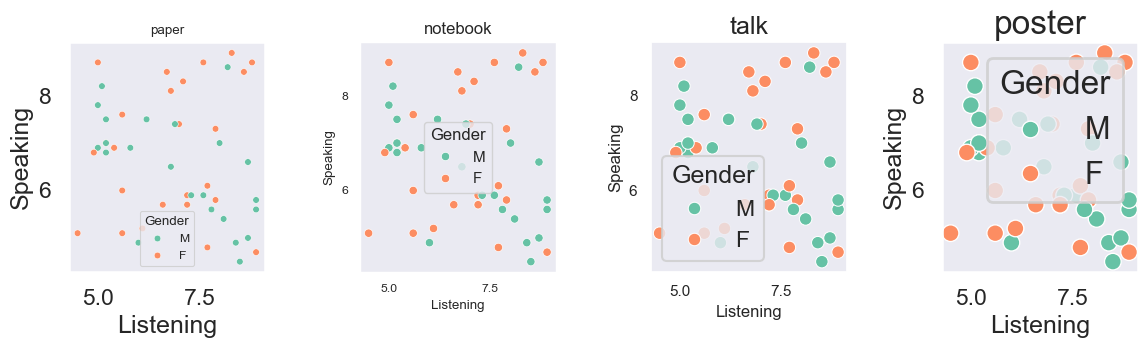 paper
Speaking
8
6
Gender
M
F
5.0 7.5
Listening
notebook
Speaking
8
6
Gender
M
F
5.0 7.5
Listening
talk
Speaking
8
6
Gender
M
F
5.0 7.5
Listening
poster
Speaking
8
6
Gender
M
F
5.0 7.5
Listening